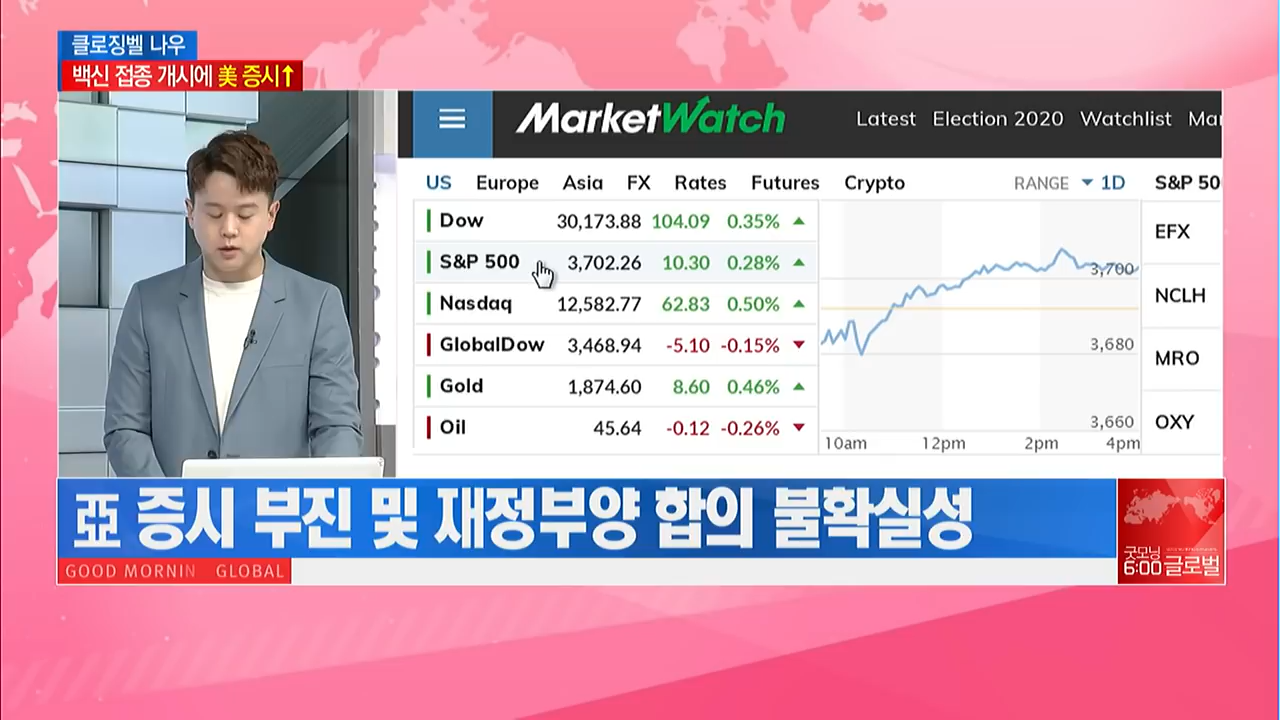 클로징벨 나우
백신 접종 개시에 美 증시↑
MarketWatch
Latest Election 2020 Watchlist Mar
US Europe Asia FX Rates Futures Crypto RANGE 1D S&P 50
Dow 30,173.88 104.09 0.35%
S&P 500 3,702.26 10.30 0.28%
Nasdaq 12,582.77 62.83 0.50%
GlobalDow 3,468.94 -5.10 -0.15%
Gold 1,874.60 8.60 0.46%
Oil 45.64 -0.12 -0.26%
3,700
3,680
3,660
10am 12pm 2pm 4pm
EFX
NCLH
MRO
OXY
亞 증시 부진 및 재정부양 합의 불확실성
GOOD MORNIN GLOBAL
굿모닝
6:00 글로벌